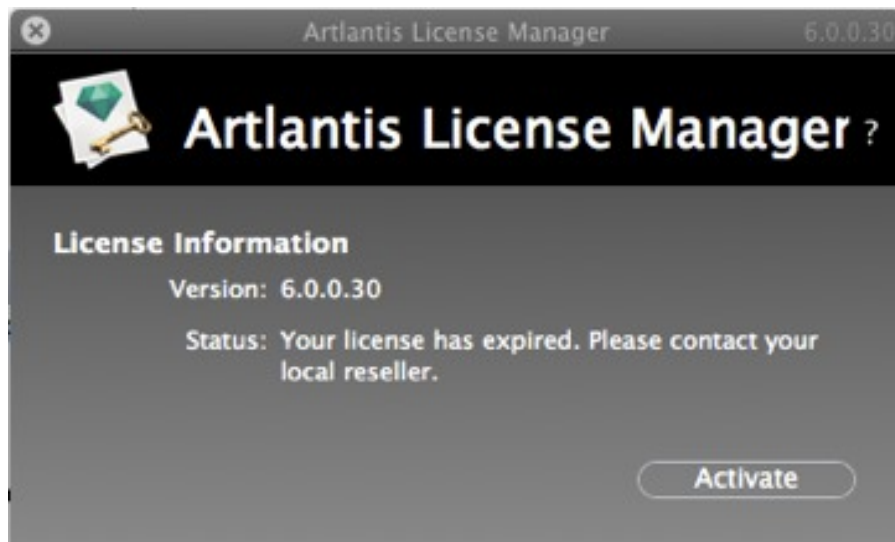 Artlantis License Manager 6.0.0.30
Artlantis License Manager ?
License Information
Version: 6.0.0.30
Status: Your license has expired. Please contact your
local reseller.
Activate